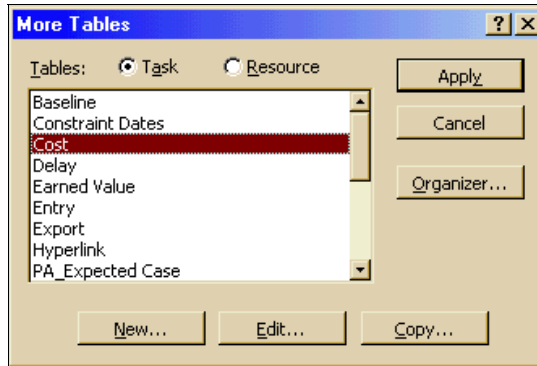 More Tables ? ×
Tables: Task Resource
Baseline
Constraint Dates
Cost
Delay
Earned Value
Entry
Export
Hyperlink
PA_Expected Case
Apply
Cancel
Organizer...
New... Edit... Copy...